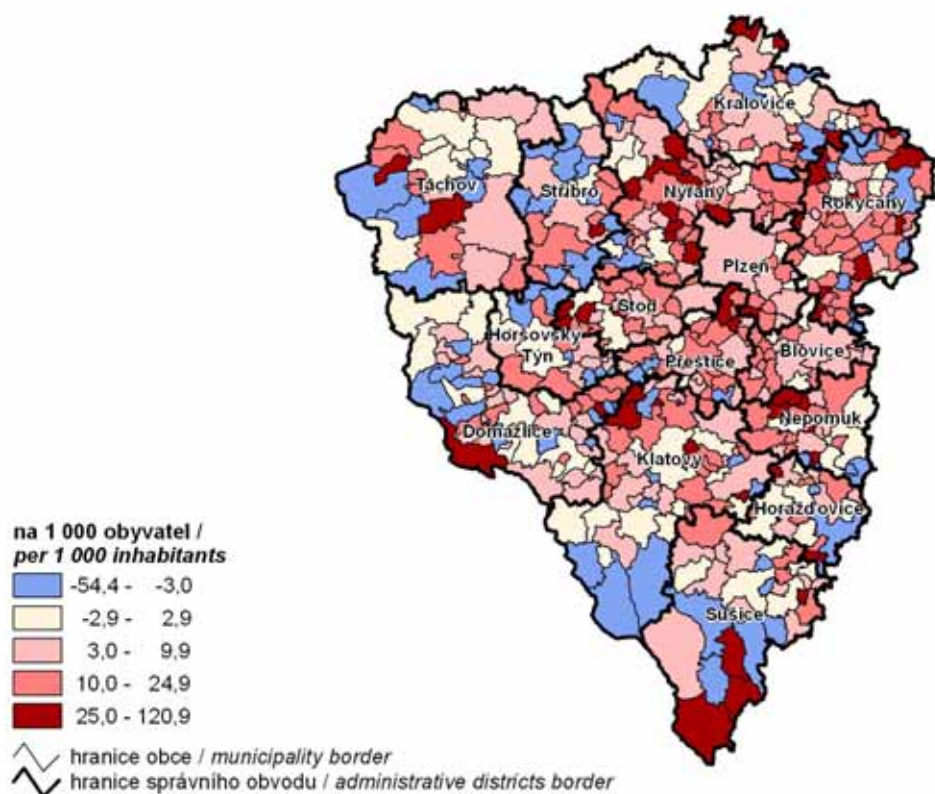 Kralovice
Tachov
Stříbro
Nýřany
Rokycany
Plzeň
Stod
Horšovský
Týn
Přeštice
Blovice
Nepomuk
Domažlice
Klatovy
Horažďovice
Sušice
na 1 000 obyvatel /
per 1 000 inhabitants
-54,4 - -3,0
-2,9 - 2,9
3,0 - 9,9
10,0 - 24,9
25,0 - 120,9
hranice obce / municipality border
hranice správního obvodu / administrative districts border